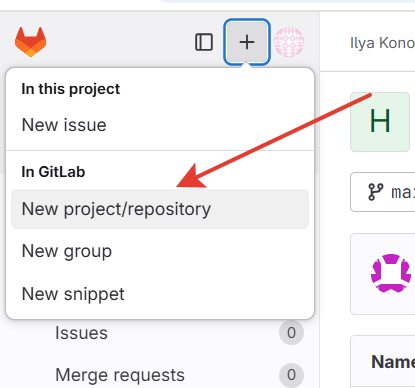 Ilya Kono
In this project
New issue
In GitLab
New project/repository
New group
New snippet
Issues 0
Merge requests 0
H
mai
Name